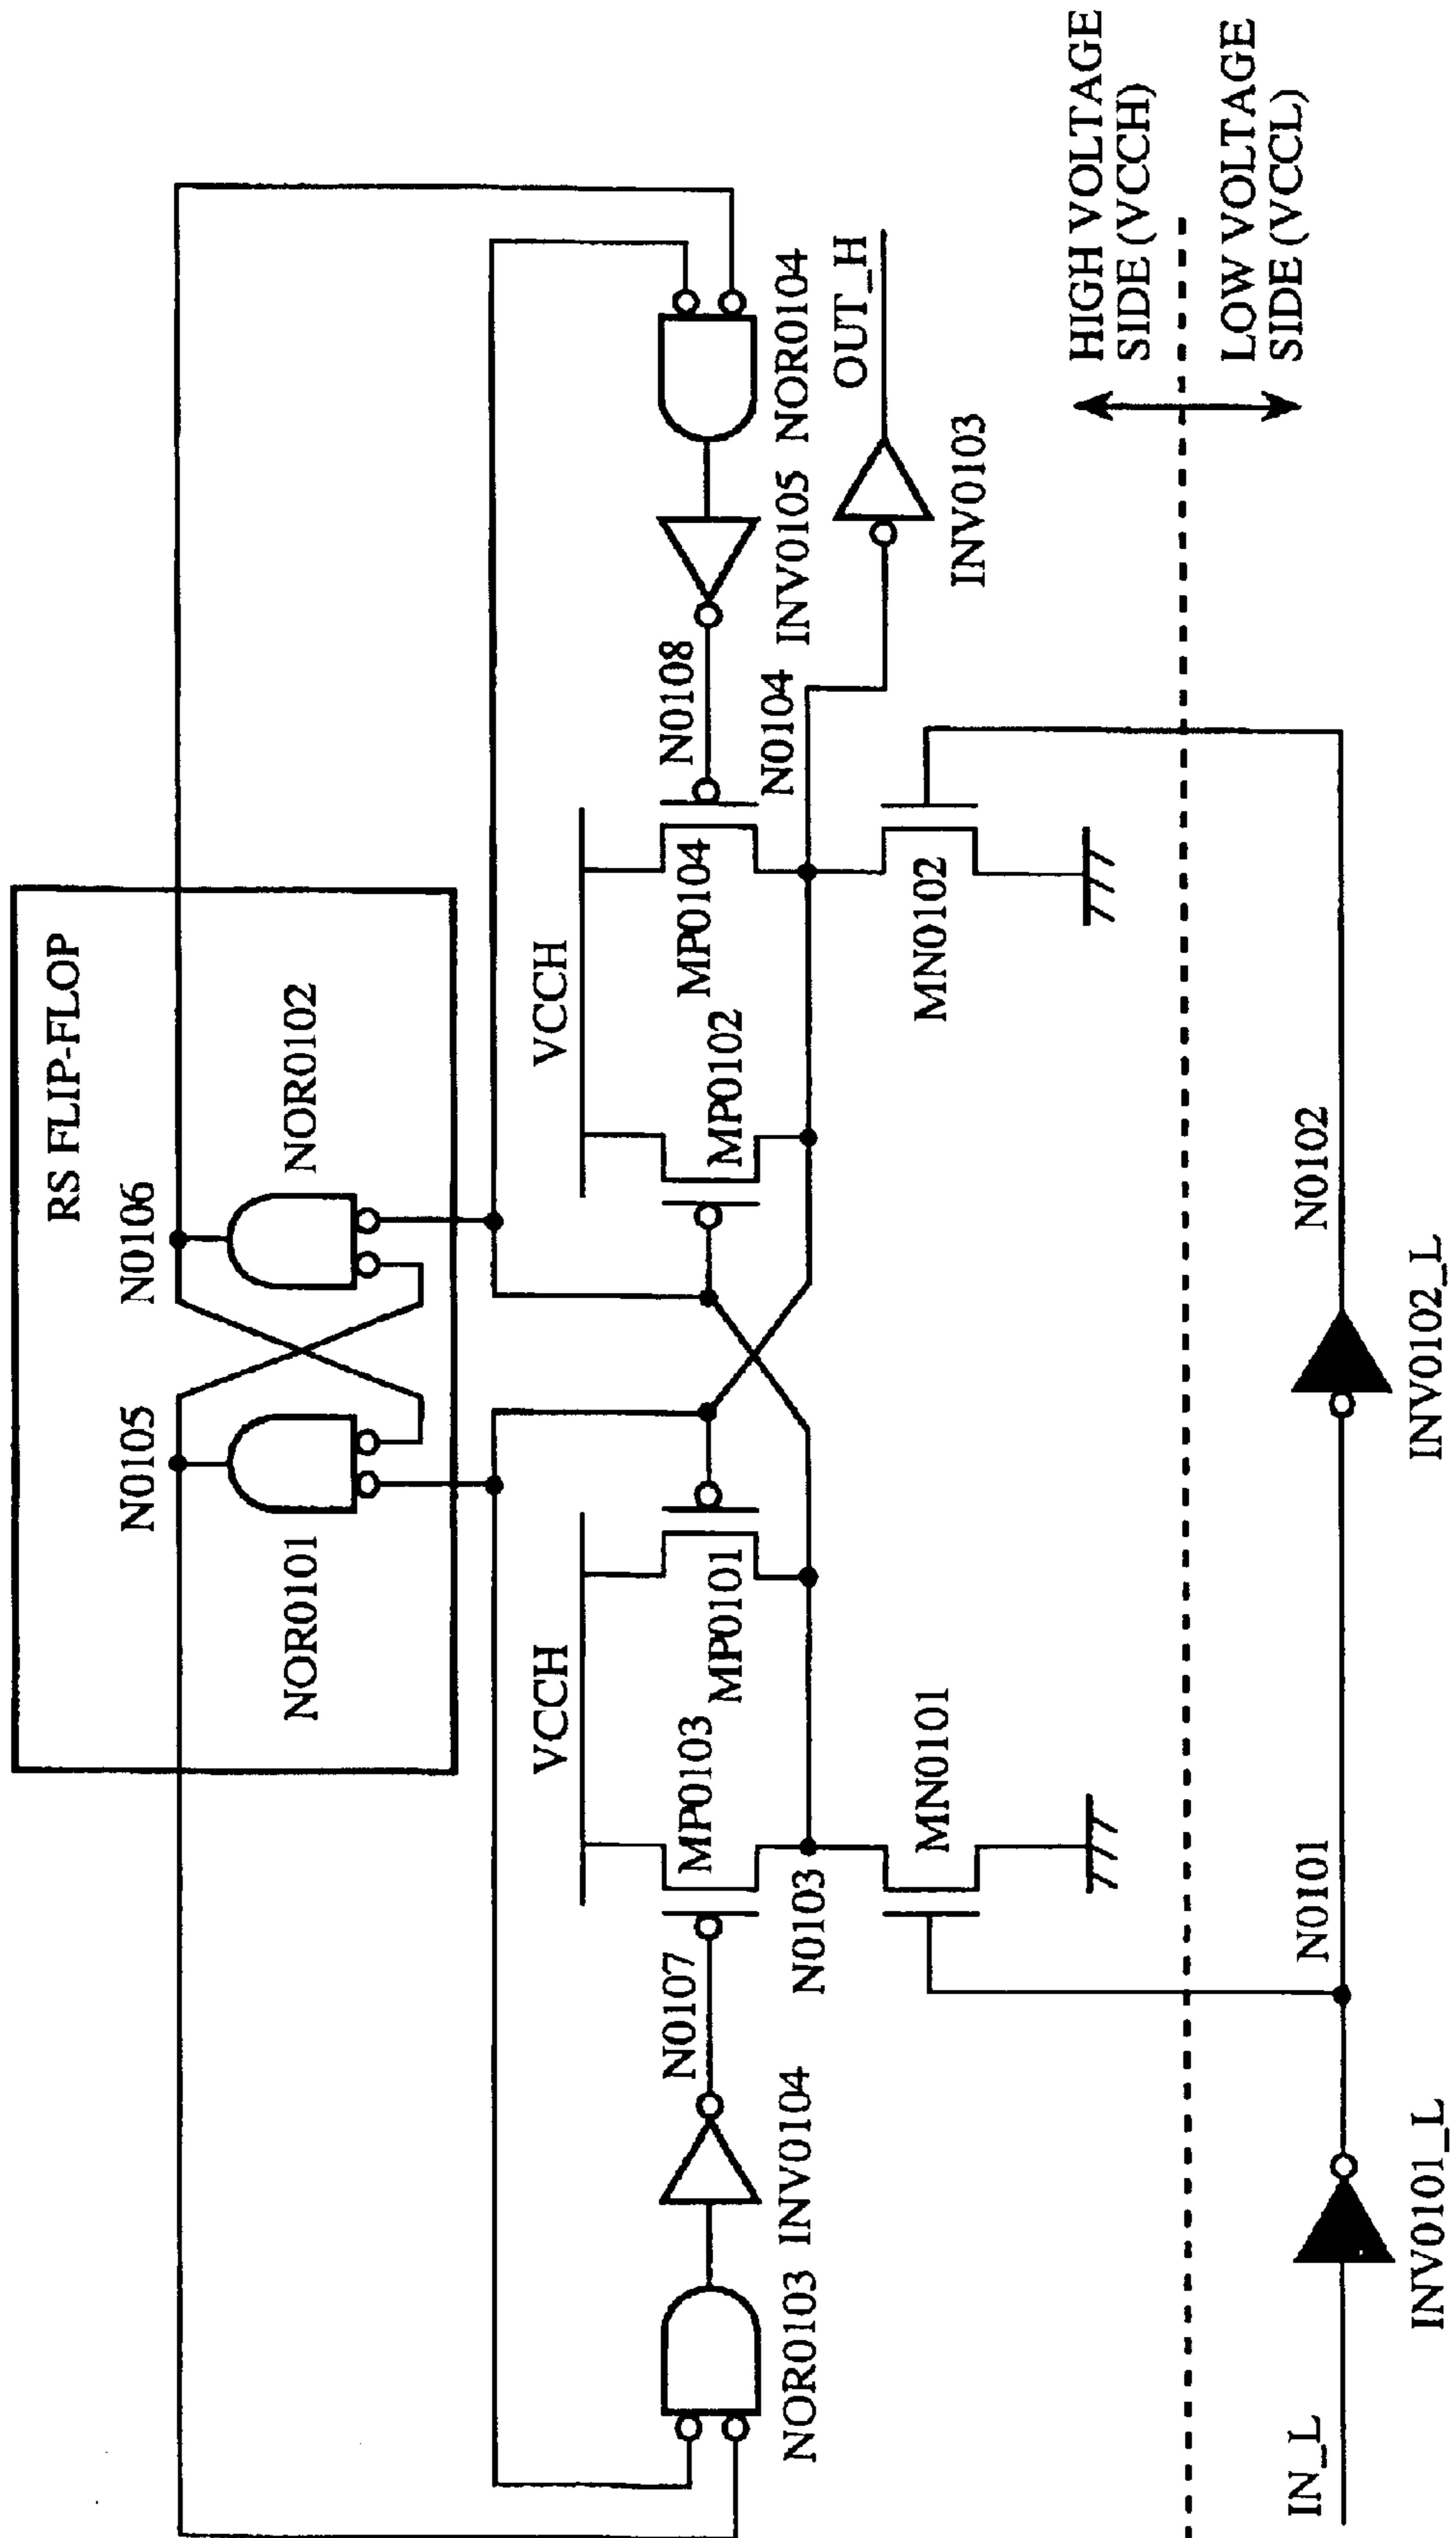 RS FLIP-FLOP
N0105
N0106
NOR0101
NOR0102
VCCH
VCCH
N0107
MP0103
MP0101
MP0102
MP0104
N0108
NOR0103
INV0104
N0103
N0104
INV0105
NOR0104
MN0101
MN0102
OUT_H
INV0103
HIGH VOLTAGE
SIDE (VCCH)
LOW VOLTAGE
SIDE (VCCL)
IN_L
N0101
N0102
INV0101_L
INV0102_L